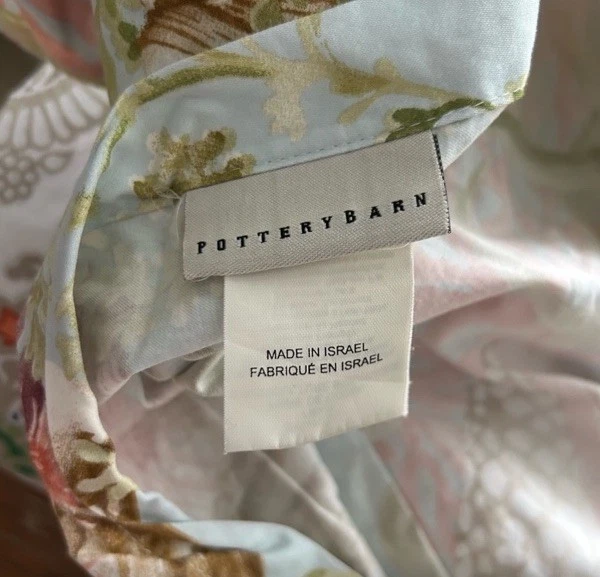 POTTERYBARN
MADE IN ISRAEL
FABRIQUÉ EN ISRAEL